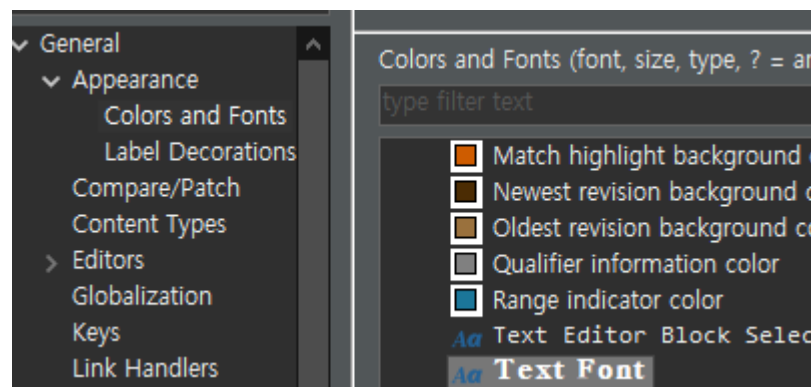 General
Appearance
Colors and Fonts
Label Decorations
Compare/Patch
Content Types
Editors
Globalization
Keys
Link Handlers
Colors and Fonts (font, size, type, ? = 
type filter text
Match highlight background
Newest revision background
Oldest revision background
Qualifier information color
Range indicator color
Aa Text Editor Block
Aa Text Font